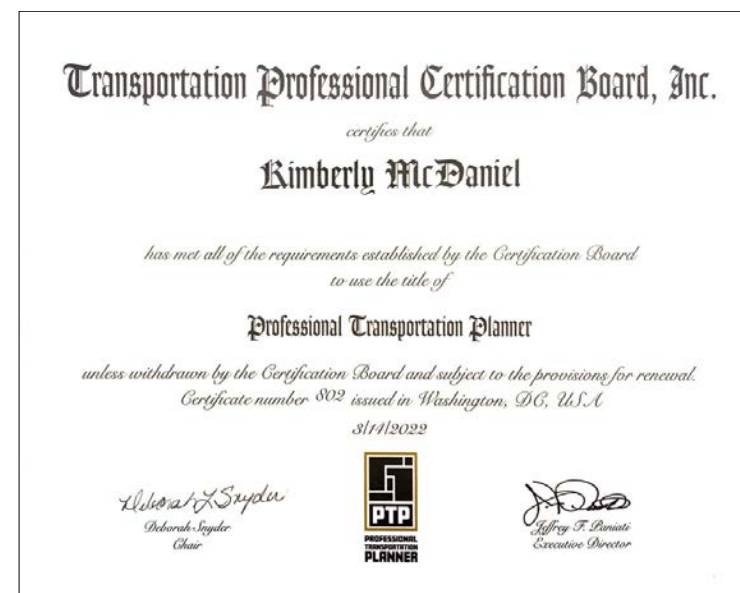 Transportation Professional Certification Board, Inc.
certifies that
Kimberly McDaniel
has met all of the requirements established by the Certification Board
to use the title of
Professional Transportation Planner
unless withdrawn by the Certification Board and subject to the provisions for renewal.
Certificate number 802 issued in Washington, DC, USA
3/14/2022
Deborah L Snyder
Deborah Snyder
Chair
PTP
PROFESSIONAL
TRANSPORTATION
PLANNER
Jeffrey F. Paniati
Executive Director